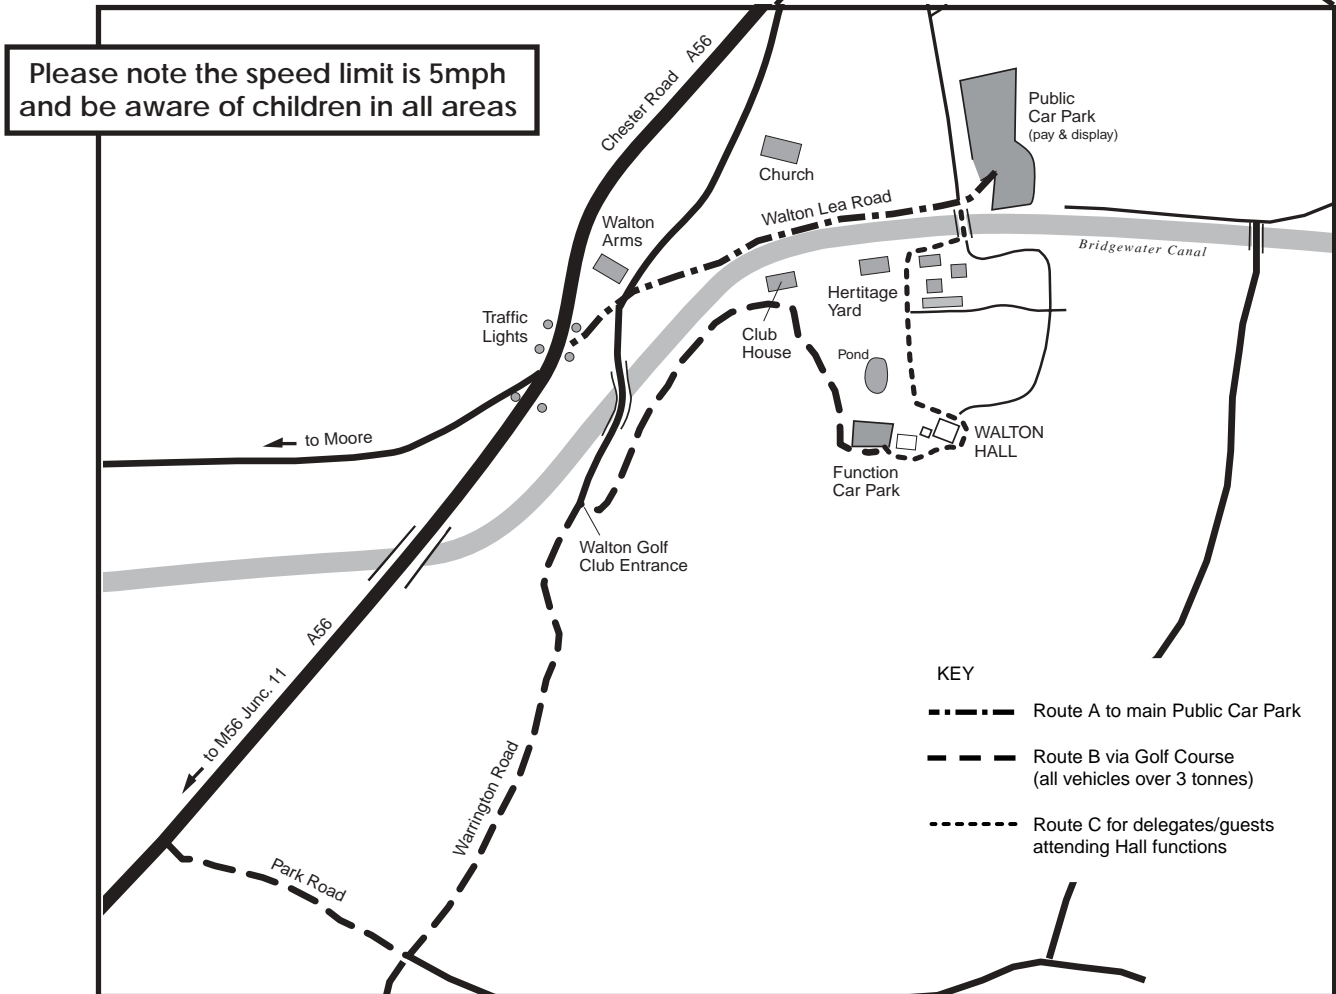 Please note the speed limit is 5mph
and be aware of children in all areas
A56
Chester Road
Public
Car Park
(pay & display)
Church
Walton Lea Road
Walton
Arms
Bridgewater Canal
Hertitage
Yard
Traffic
Lights
Club
House
Pond
to Moore
WALTON
HALL
Function
Car Park
Walton Golf
Club Entrance
A56
to M56 Junc. 11
Warrington Road
Park Road
KEY
Route A to main Public Car Park
Route B via Golf Course
(all vehicles over 3 tonnes)
Route C for delegates/guests
attending Hall functions